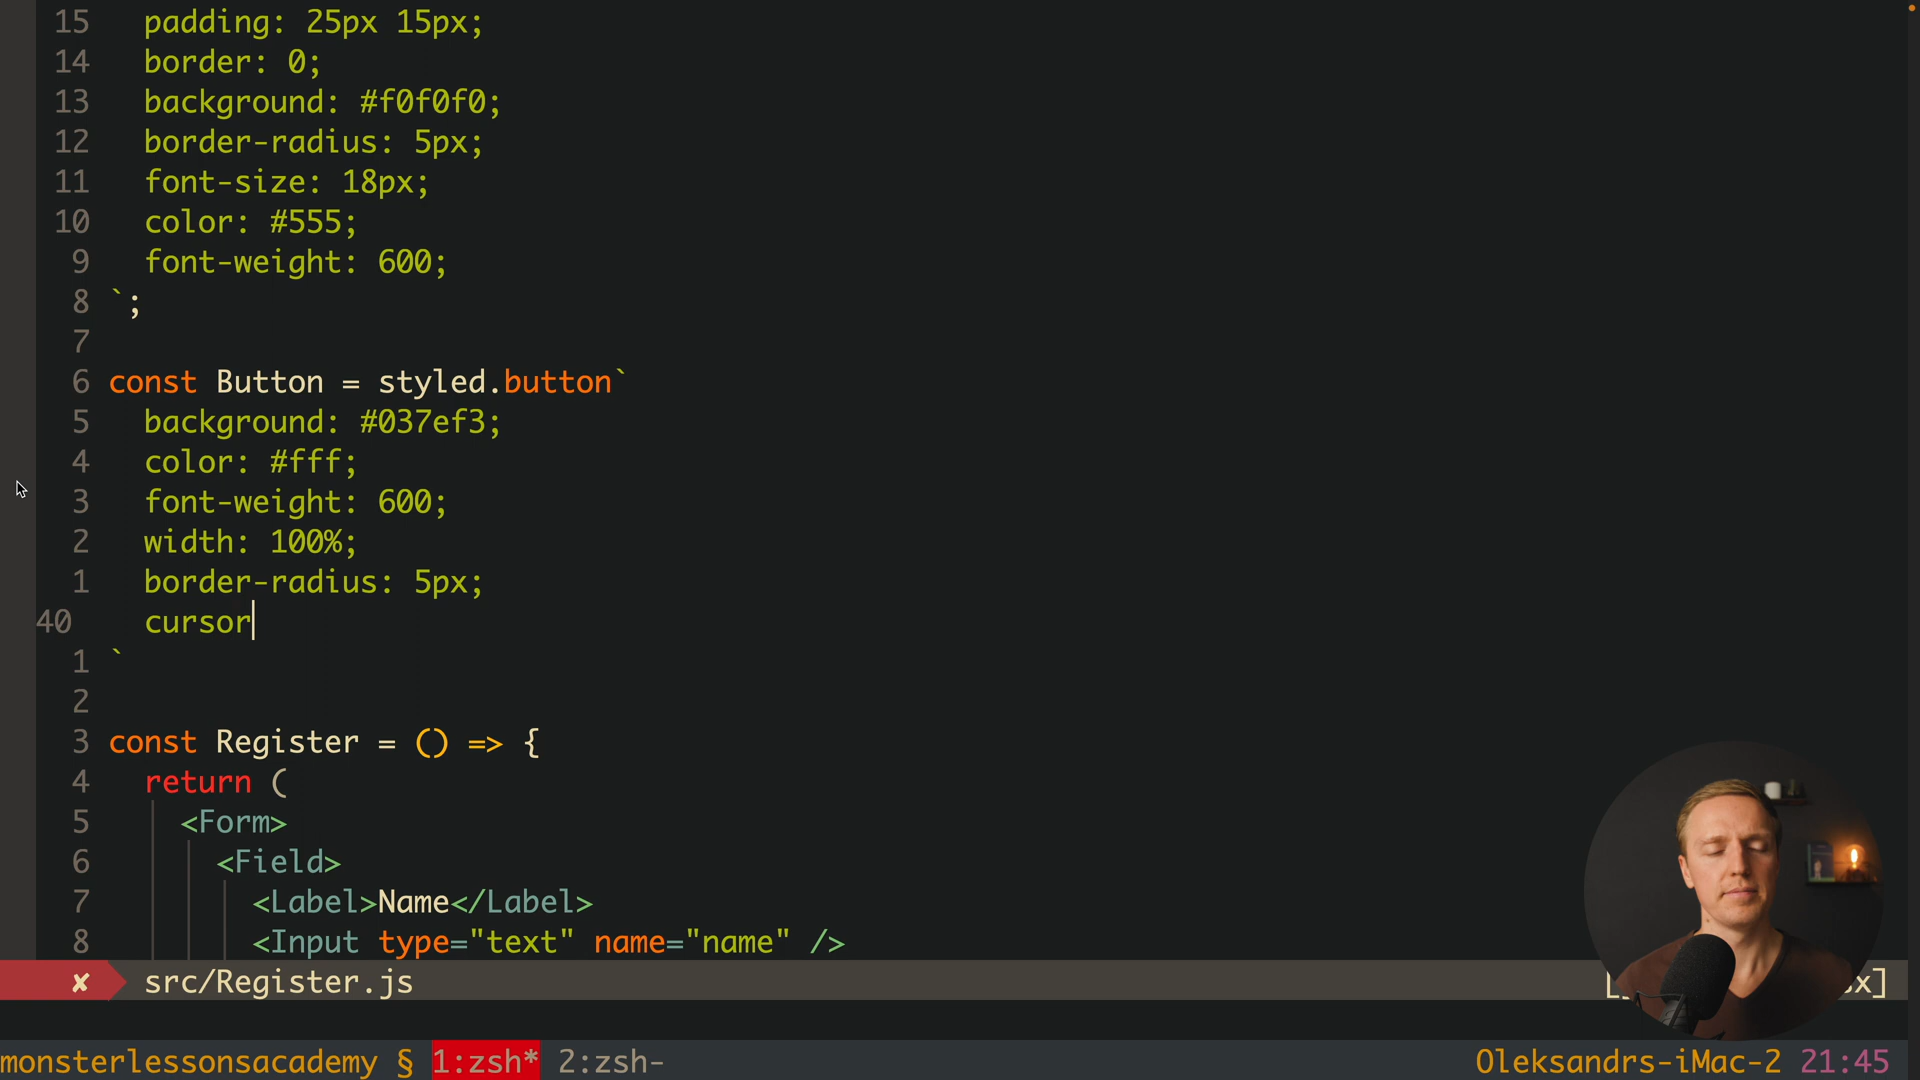 15 padding: 25px 15px;
14 border: 0;
13 background: #f0f0f0;
12 border-radius: 5px;
11 font-size: 18px;
10 color: #555;
9 font-weight: 600;
8 `;
7
6 const Button = styled.button`
5 background: #037ef3;
4 color: #fff;
3 font-weight: 600;
2 width: 100%;
1 border-radius: 5px;
40 cursor
1 `
2
3 const Register = () => {
4 return (
5 <Form>
6 <Field>
7 <Label>Name</Label>
8 <Input type="text" name="name" />
✘ src/Register.js
monsterlessonsacademy § 1:zsh* 2:zsh- Oleksandrs-iMac-2 21:45